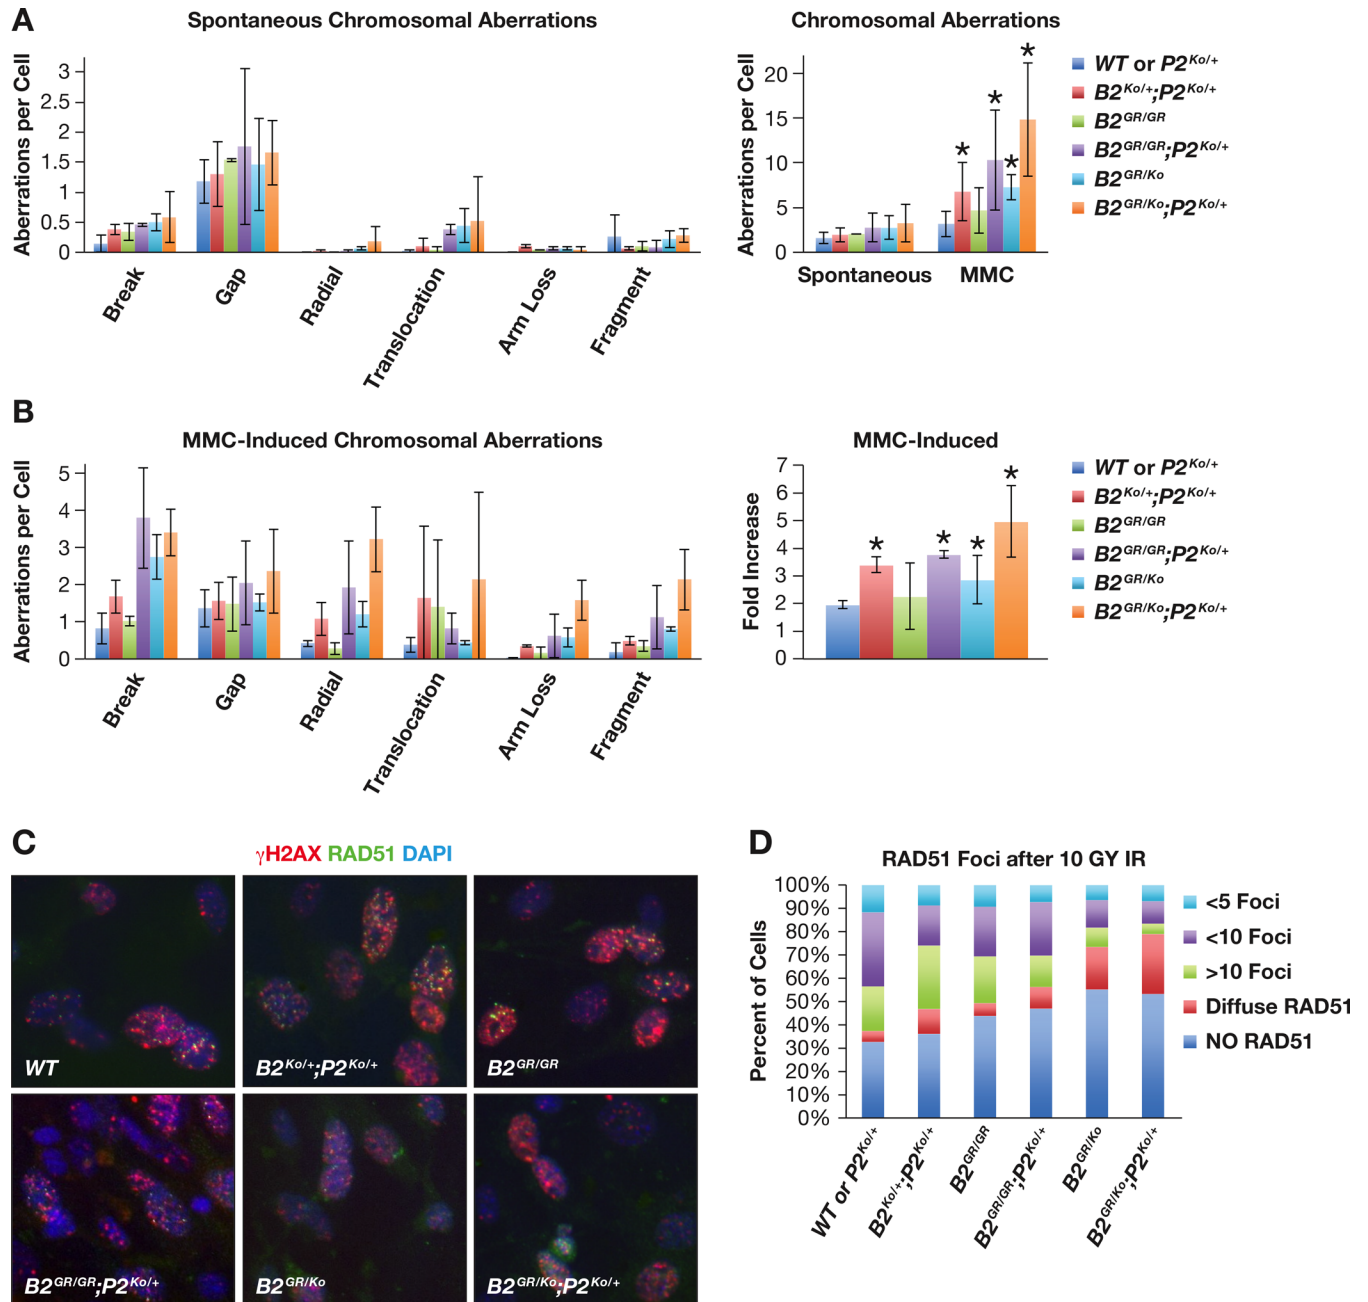 A
Spontaneous Chromosomal Aberrations
Aberrations per Cell
3
2.5
2
1.5
1
0.5
0
Break
Gap
Radial
Translocation
Arm Loss
Fragment
Chromosomal Aberrations
Aberrations per Cell
20
15
10
5
0
* * * *
Spontaneous
MMC
WT or P2Ko/+
B2Ko/+;P2Ko/+
B2GR/GR
B2GR/GR;P2Ko/+
B2GR/Ko
B2GR/Ko;P2Ko/+
B
MMC-Induced Chromosomal Aberrations
Aberrations per Cell
5
4
3
2
1
0
Break
Gap
Radial
Translocation
Arm Loss
Fragment
MMC-Induced
Fold Increase
7
6
5
4
3
2
1
0
* * * *
WT or P2Ko/+
B2Ko/+;P2Ko/+
B2GR/GR
B2GR/GR;P2Ko/+
B2GR/Ko
B2GR/Ko;P2Ko/+
C
γH2AX RAD51 DAPI
WT
B2Ko/+;P2Ko/+
B2GR/GR
B2GR/GR;P2Ko/+
B2GR/Ko
B2GR/Ko;P2Ko/+
D
RAD51 Foci after 10 GY IR
Percent of Cells
100%
90%
80%
70%
60%
50%
40%
30%
20%
10%
0%
WT or P2Ko/+
B2Ko/+;P2Ko/+
B2GR/GR
B2GR/GR;P2Ko/+
B2GR/Ko
B2GR/Ko;P2Ko/+
<5 Foci
<10 Foci
>10 Foci
Diffuse RAD51
NO RAD51